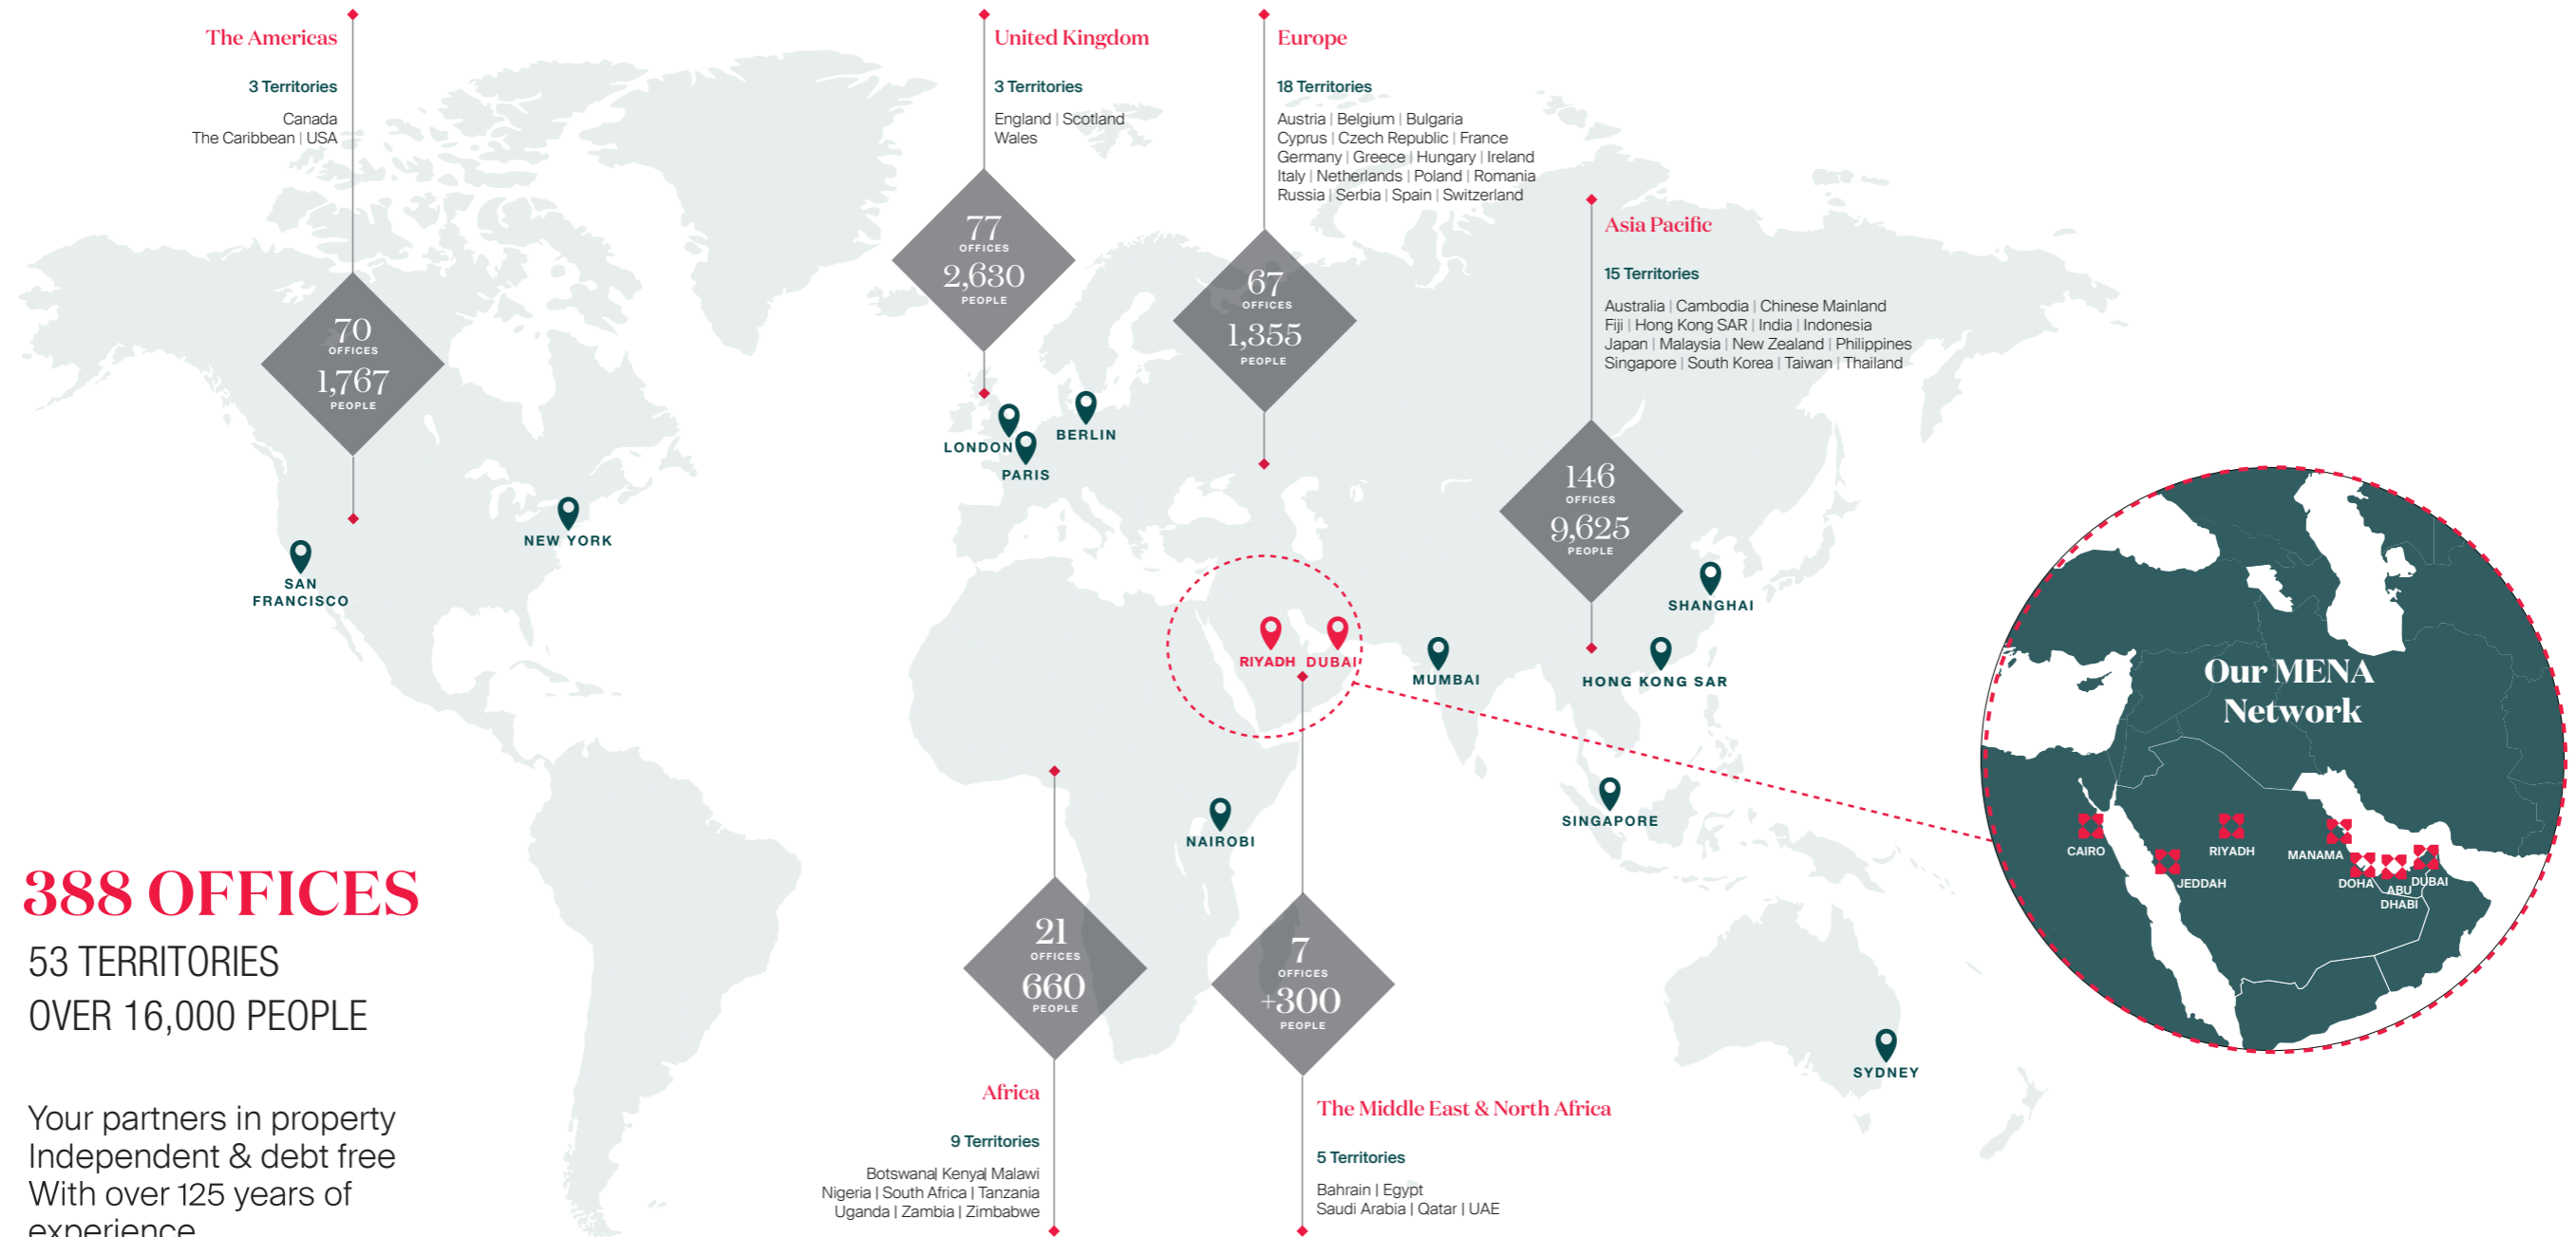 The Americas
3 Territories
Canada
The Caribbean | USA
70
OFFICES
1,767
PEOPLE
United Kingdom
3 Territories
England | Scotland
Wales
77
OFFICES
2,630
PEOPLE
Europe
18 Territories
Austria | Belgium | Bulgaria
Cyprus | Czech Republic | France
Germany | Greece | Hungary | Ireland
Italy | Netherlands | Poland | Romania
Russia | Serbia | Spain | Switzerland
67
OFFICES
1,355
PEOPLE
Asia Pacific
15 Territories
Australia | Cambodia | Chinese Mainland
Fiji | Hong Kong SAR | India | Indonesia
Japan | Malaysia | New Zealand | Philippines
Singapore | South Korea | Taiwan | Thailand
146
OFFICES
9,625
PEOPLE
LONDON
BERLIN
PARIS
NEW YORK
SAN
FRANCISCO
SHANGHAI
RIYADH
DUBAI
MUMBAI
HONG KONG SAR
SINGAPORE
NAIROBI
SYDNEY
Our MENA
Network
CAIRO
JEDDAH
RIYADH
MANAMA
DOHA
ABU
DHABI
DUBAI
388 OFFICES
53 TERRITORIES
OVER 16,000 PEOPLE
Your partners in property
Independent & debt free
With over 125 years of
experience
21
OFFICES
660
PEOPLE
Africa
9 Territories
Botswana| Kenya| Malawi
Nigeria | South Africa | Tanzania
Uganda | Zambia | Zimbabwe
7
OFFICES
+300
PEOPLE
The Middle East & North Africa
5 Territories
Bahrain | Egypt
Saudi Arabia | Qatar | UAE